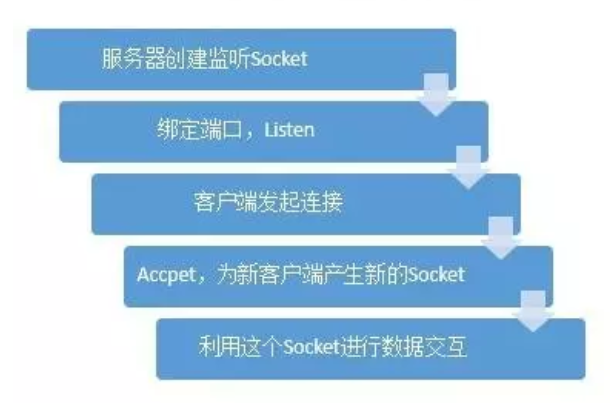 服务器创建监听Socket
绑定端口，Listen
客户端发起连接
Accpet，为新客户端产生新的Socket
利用这个Socket进行数据交互